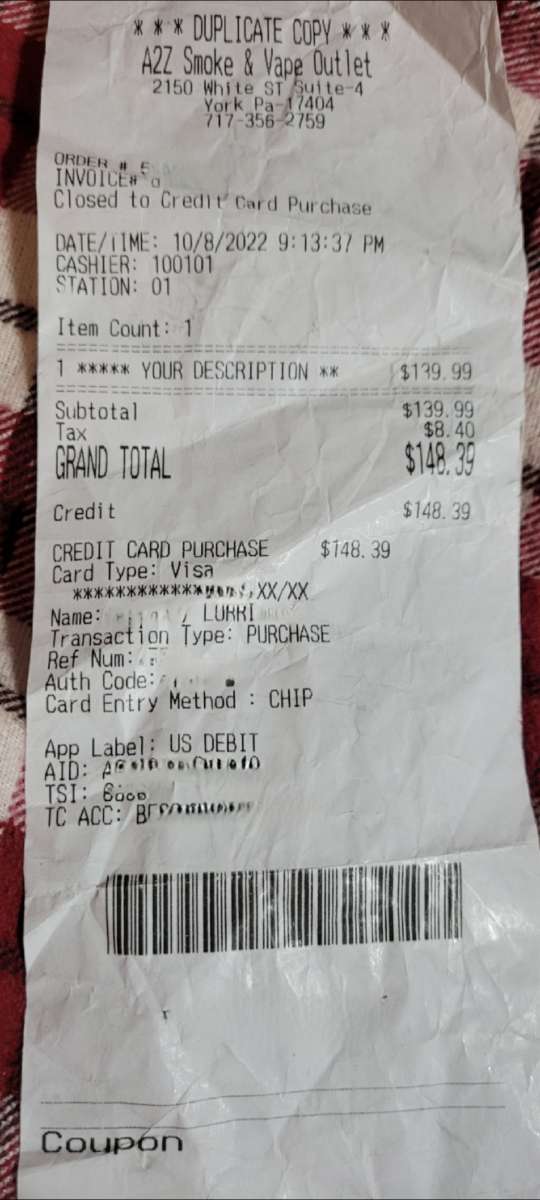 * * * DUPLICATE COPY * * *
A2Z Smoke & Vape Outlet
2150 White ST Suite-4
York Pa-17404
717-356-2759
ORDER #
INVOICE#
Closed to Credit Card Purchase
DATE/TIME: 10/8/2022 9:13:37 PM
CASHIER: 100101
STATION: 01
Item Count: 1
1 ***** YOUR DESCRIPTION ** $139.99
Subtotal $139.99
Tax $8.40
GRAND TOTAL $148.39
Credit $148.39
CREDIT CARD PURCHASE $148.39
Card Type: Visa
XX/XX
Name: / LURRI
Transaction Type: PURCHASE
Ref Num:
Auth Code:
Card Entry Method : CHIP
App Label: US DEBIT
AID:
TSI:
TC ACC:
Coupon